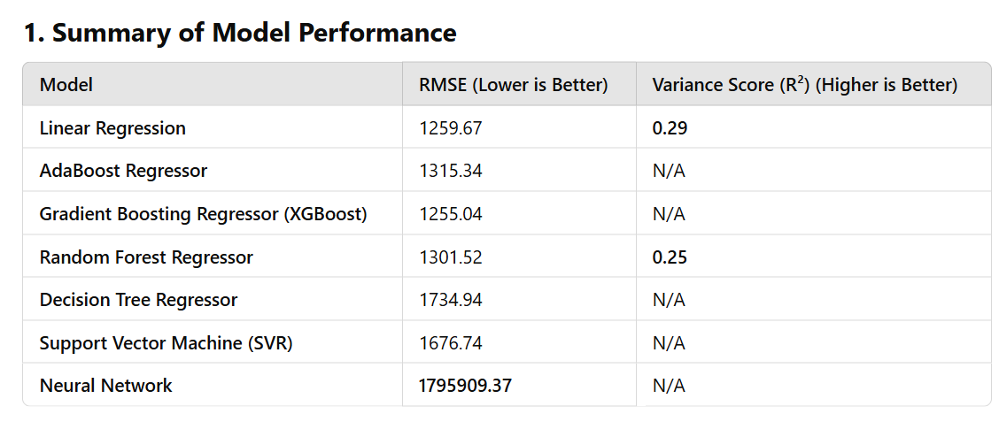 1. Summary of Model Performance
Model RMSE (Lower is Better) Variance Score (R²) (Higher is Better)
Linear Regression 1259.67 0.29
AdaBoost Regressor 1315.34 N/A
Gradient Boosting Regressor (XGBoost) 1255.04 N/A
Random Forest Regressor 1301.52 0.25
Decision Tree Regressor 1734.94 N/A
Support Vector Machine (SVR) 1676.74 N/A
Neural Network 1795909.37 N/A